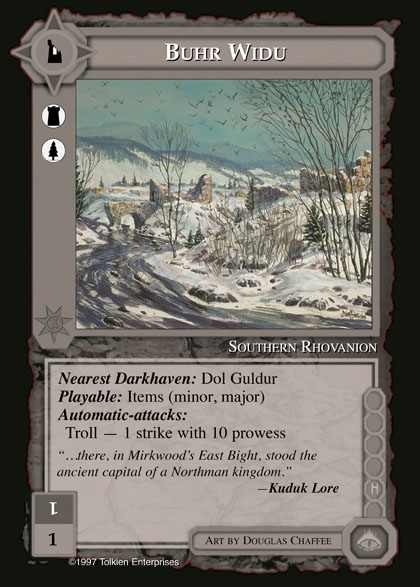 Buhr Widu
Southern Rhovanion
Nearest Darkhaven: Dol Guldur
Playable: Items (minor, major)
Automatic-attacks:
Troll — 1 strike with 10 prowess
“…there, in Mirkwood’s East Bight, stood the
ancient capital of a Northman kingdom.”
—Kuduk Lore
H
1
1
Art by Douglas Chaffee
©1997 Tolkien Enterprises